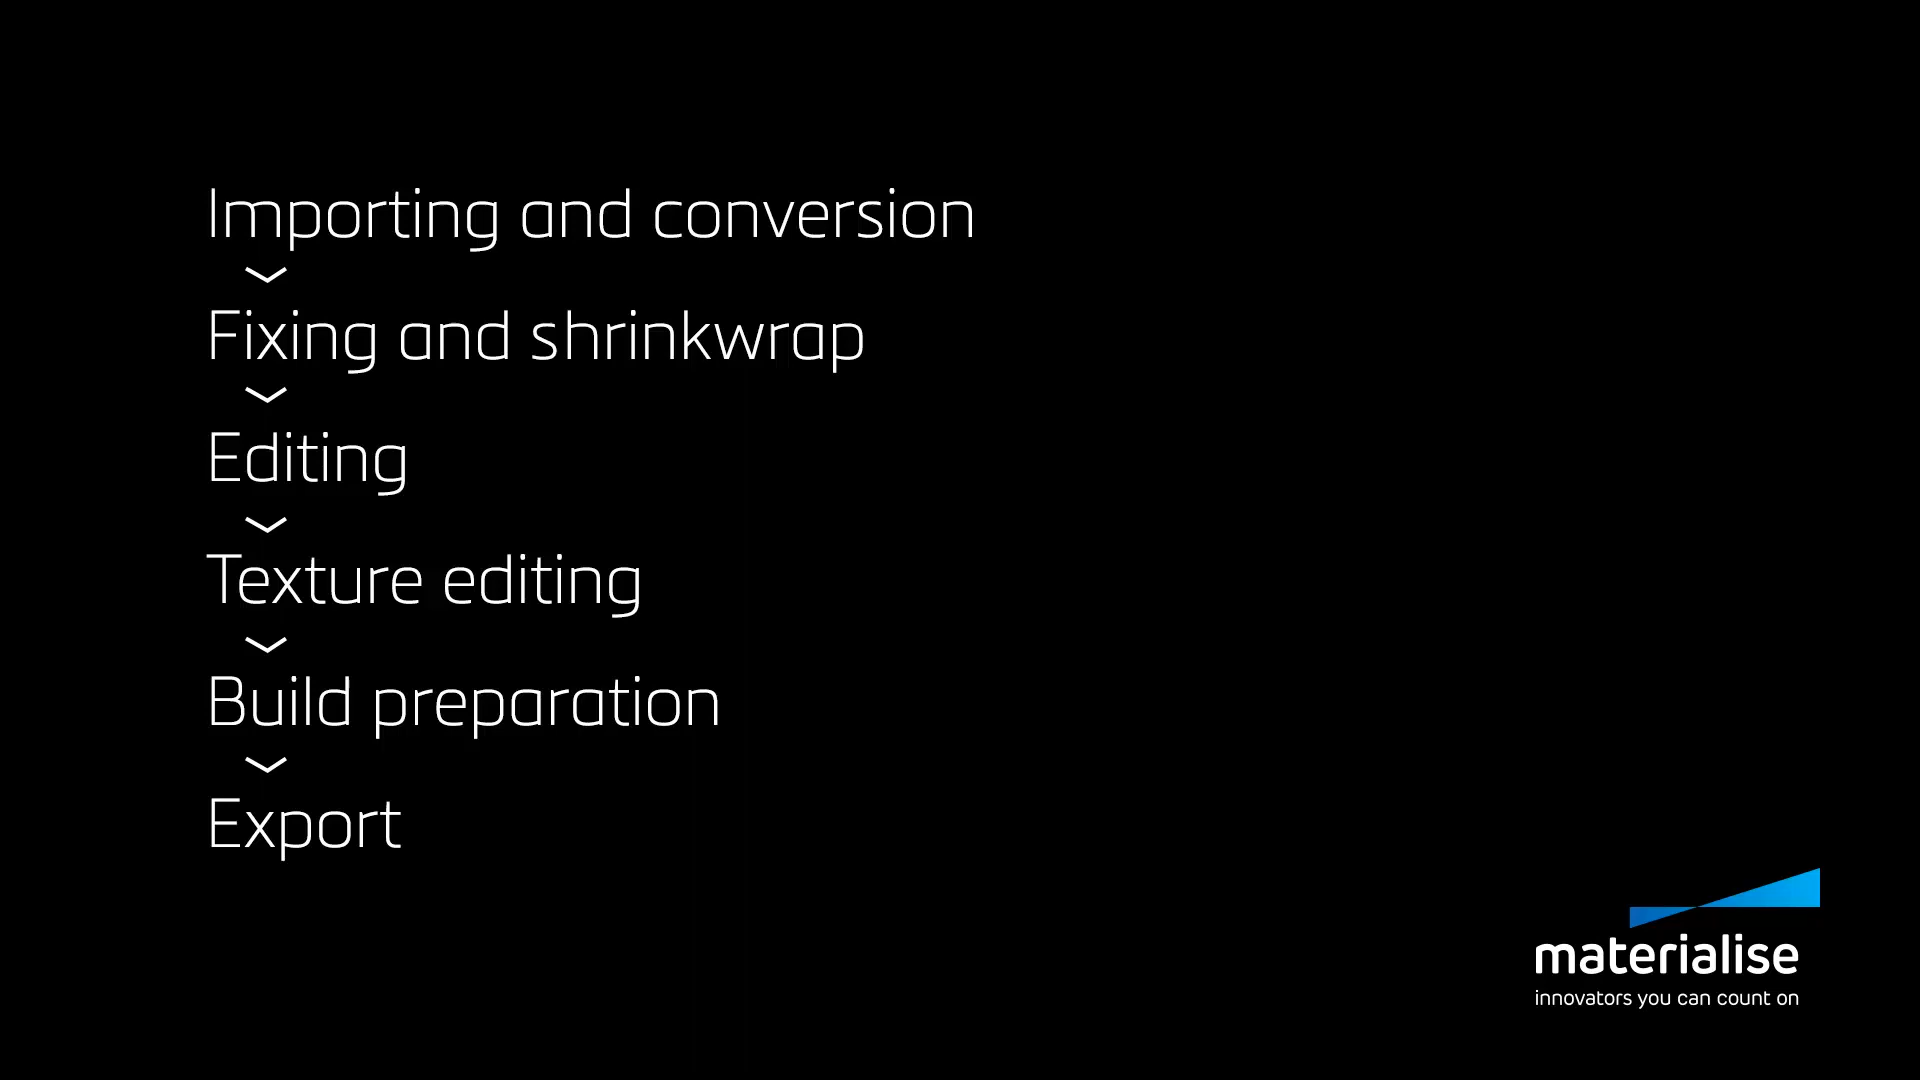 Importing and conversion
Fixing and shrinkwrap
Editing
Texture editing
Build preparation
Export
materialise
innovators you can count on